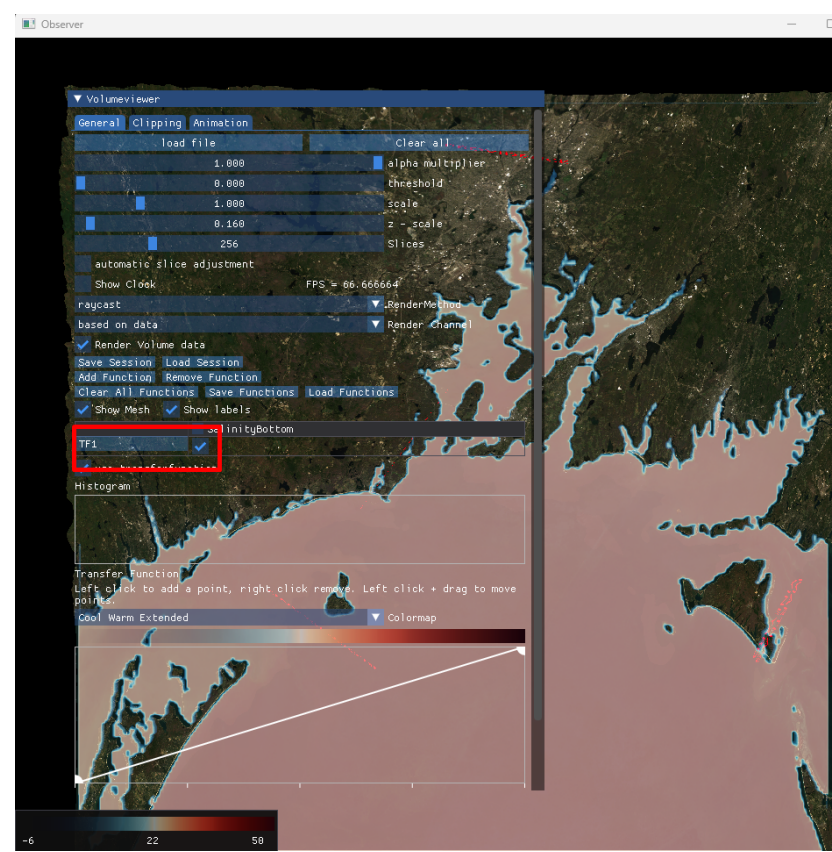 Observer
Volumeviewer
General Clipping Animation
load file Clear all
1.000 alpha multiplier
0.000 threshold
1.000 scale
0.160 z - scale
256 Slices
automatic slice adjustment
Show Clock FPS = 66.666664
raycast RenderMethod
based on data Render Channel
Render Volume data
Save Session Load Session
Add Function Remove Function
Clear All Functions Save Functions Load Functions
Show Mesh Show labels
SalinityBottom
TF1
use transferfunction
Histogram
Transfer Function
Left click to add a point, right click remove. Left click + drag to move
points.
Cool Warm Extended Colormap
-6 22 50